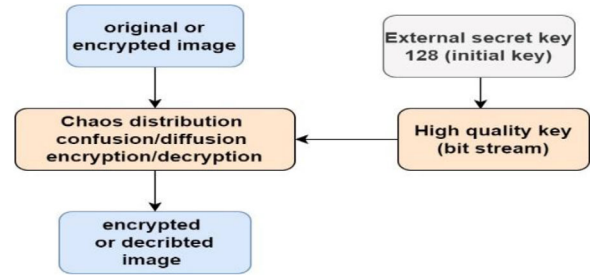 original or
encrypted image
External secret key
128 (initial key)
Chaos distribution
confusion/diffusion
encryption/decryption
High quality key
(bit stream)
encrypted
or decribted
image